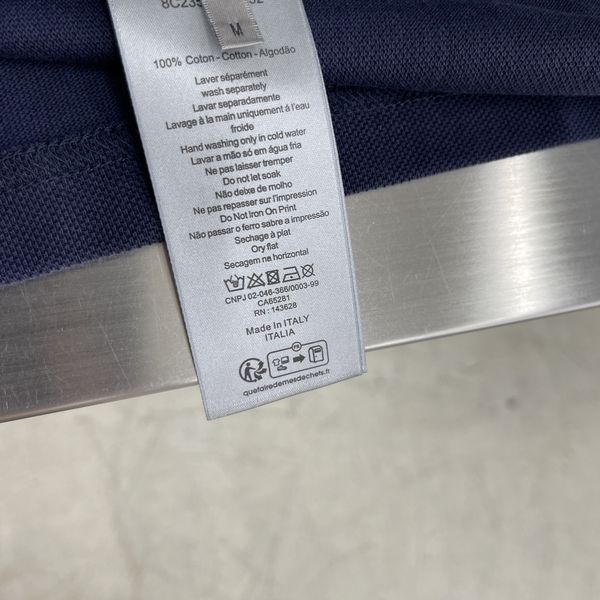 M
100% Coton - Cotton - Algodão
Laver séparément
wash separately
Lavar separadamente
Lavage à la main uniquement á l'eau
froide
Hand washing only in cold water
Lavar a mão só em água fria
Ne pas laisser tremper
Do not let soak
Não deixe de molho
Ne pas repasser sur l'impression
Do Not Iron On Print
Não passar o ferro sabre a impressão
Sechage à plat
Ory flat
Secagem na horizontal
CNPJ 02-046-366/0003-99
CA65281
RN : 143628
Made In ITALY
ITALIA
FR
quefairedemesdechets.fr